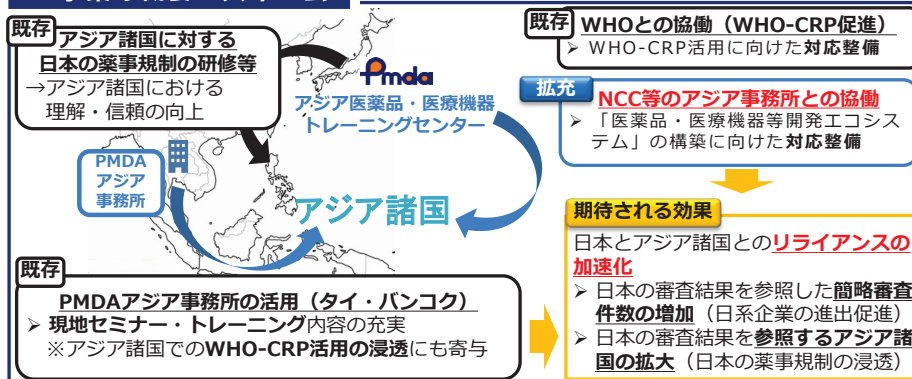 既存
アジア諸国に対する
日本の薬事規制の研修等
→アジア諸国における
理解・信頼の向上
Pmda
アジア医薬品・医療機器
トレーニングセンター
PMDA
アジア
事務所
アジア諸国
既存
PMDAアジア事務所の活用（タイ・バンコク）
➢ 現地セミナー・トレーニング内容の充実
※アジア諸国でのWHO-CRP活用の浸透にも寄与
既存
WHOとの協働（WHO-CRP促進）
➢ WHO-CRP活用に向けた対応整備
拡充
NCC等のアジア事務所との協働
➢ 「医薬品・医療機器等開発エコシス
テム」の構築に向けた対応整備
期待される効果
日本とアジア諸国とのリライアンスの
加速化
➢ 日本の審査結果を参照した簡略審査
件数の増加（日系企業の進出促進）
➢ 日本の審査結果を参照するアジア諸
国の拡大（日本の薬事規制の浸透）